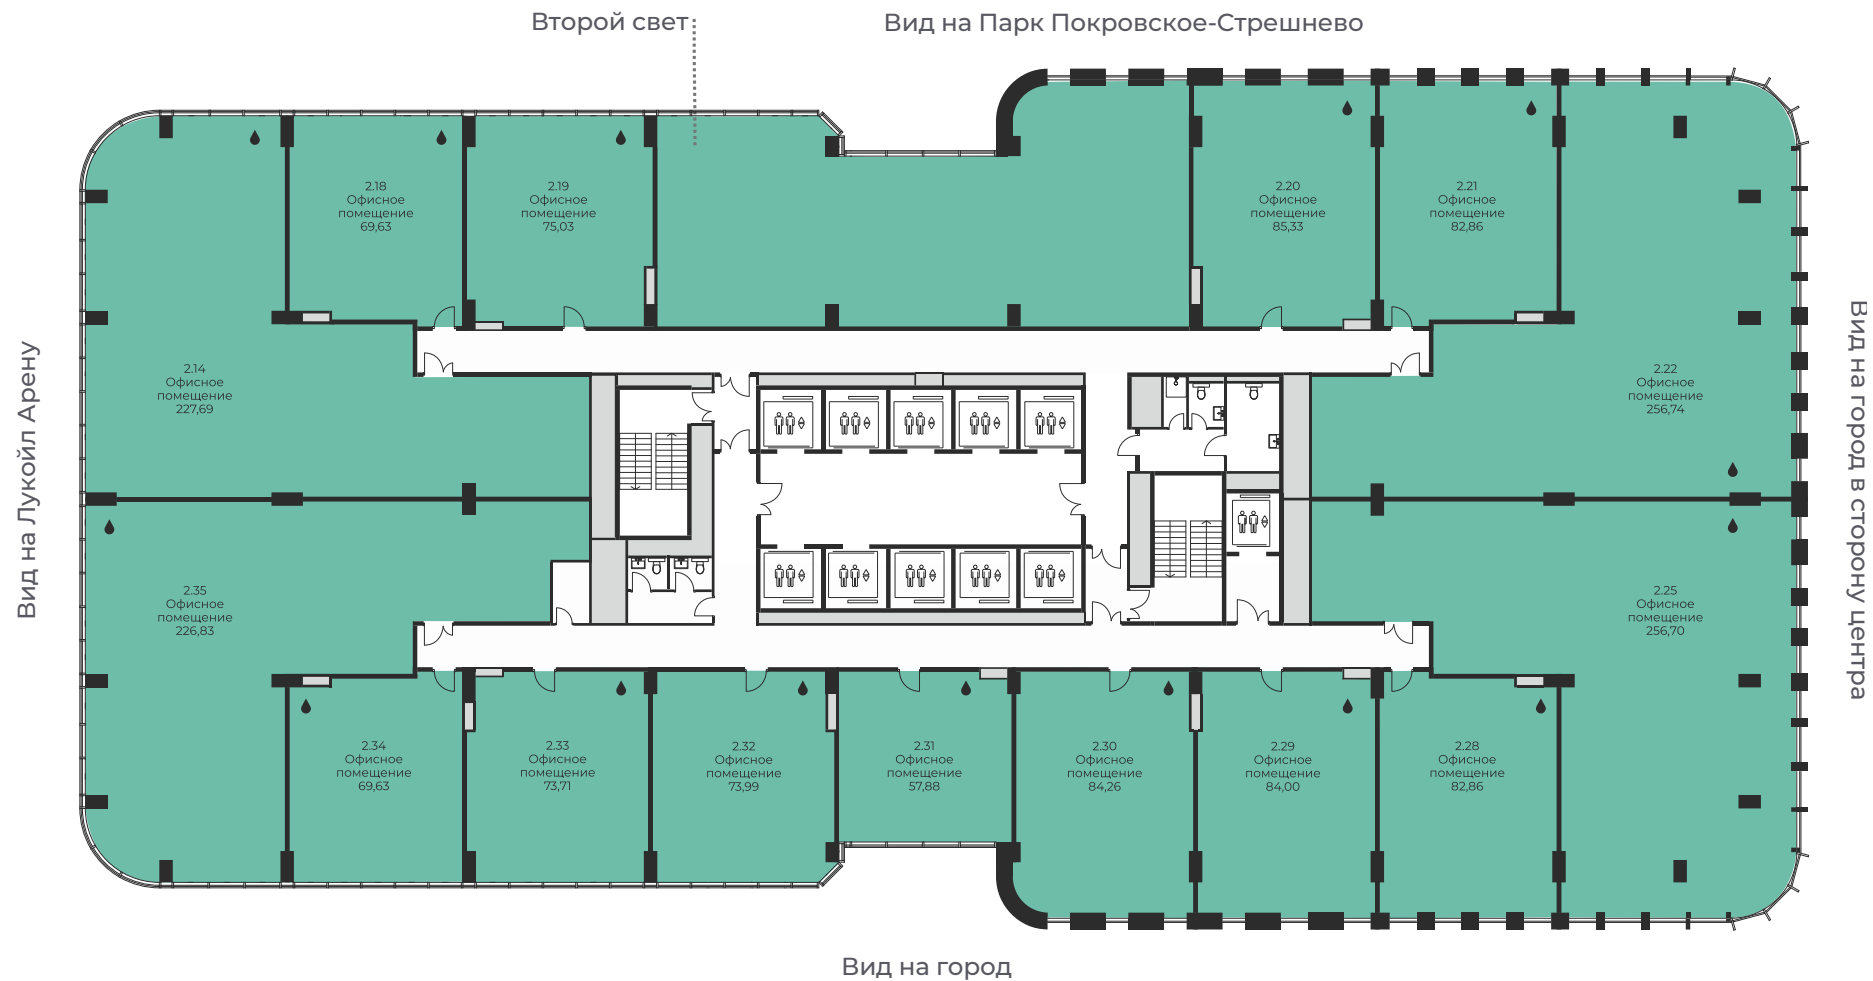 Второй свет
Вид на Парк Покровское-Стрешнево
2.18
Офисное
помещение
69,63
2.19
Офисное
помещение
75,03
2.20
Офисное
помещение
85,33
2.21
Офисное
помещение
82,86
Вид на Лукойл Арену
2.14
Офисное
помещение
227,69
2.22
Офисное
помещение
256,74
Вид на город в сторону центра
2.35
Офисное
помещение
226,83
2.25
Офисное
помещение
256,70
2.34
Офисное
помещение
69,63
2.33
Офисное
помещение
73,71
2.32
Офисное
помещение
73,99
2.31
Офисное
помещение
57,88
2.30
Офисное
помещение
84,26
2.29
Офисное
помещение
84,00
2.28
Офисное
помещение
82,86
Вид на город